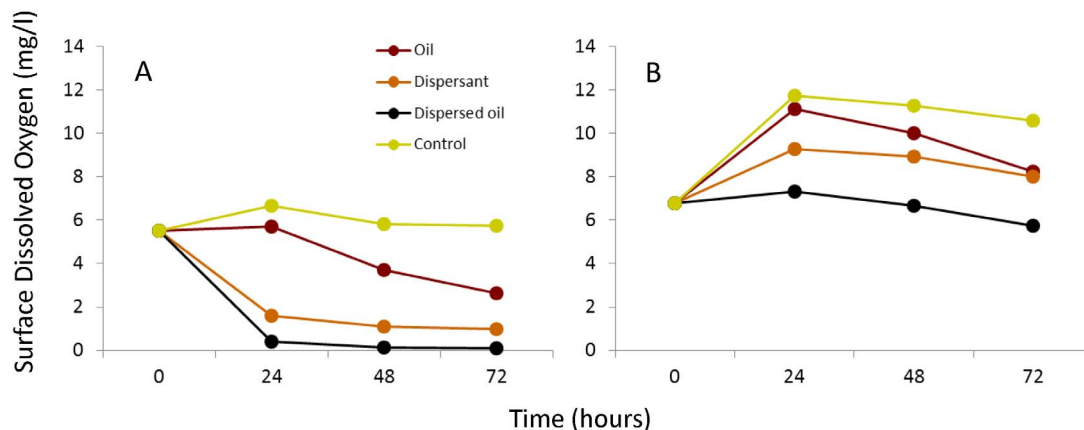 Surface Dissolved Oxygen (mg/l)
14
12
10
8
6
4
2
0
A
Oil
Dispersant
Dispersed oil
Control
0 24 48 72
14
12
10
8
6
4
2
0
B
0 24 48 72
Time (hours)